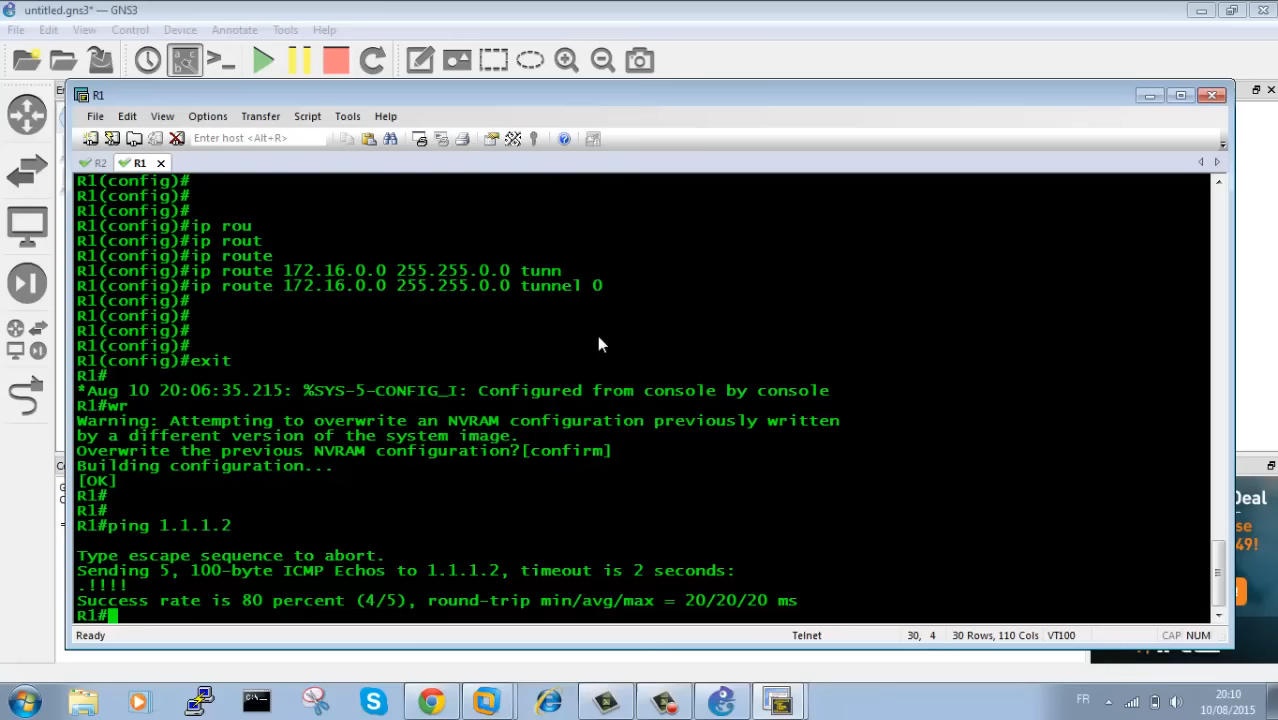 untitled.gns3* — GNS3
File Edit View Control Device Annotate Tools Help
R1
File Edit View Options Transfer Script Tools Help
Enter host <Alt+R>
R2 R1
R1(config)#
R1(config)#
R1(config)#
R1(config)#ip rou
R1(config)#ip rout
R1(config)#ip route
R1(config)#ip route 172.16.0.0 255.255.0.0 tunn
R1(config)#ip route 172.16.0.0 255.255.0.0 tunnel 0
R1(config)#
R1(config)#
R1(config)#
R1(config)#
R1(config)#exit
R1#
*Aug 10 20:06:35.215: %SYS-5-CONFIG_I: Configured from console by console
R1#wr
Warning: Attempting to overwrite an NVRAM configuration previously written
by a different version of the system image.
Overwrite the previous NVRAM configuration?[confirm]
Building configuration...
[OK]
R1#
R1#
R1#ping 1.1.1.2
Type escape sequence to abort.
Sending 5, 100-byte ICMP Echos to 1.1.1.2, timeout is 2 seconds:
.!!!!
Success rate is 80 percent (4/5), round-trip min/avg/max = 20/20/20 ms
R1#
Deal
se
49!
Ready Telnet 30, 4 30 Rows, 110 Cols VT100 CAP NUM
FR 20:10
10/08/2015